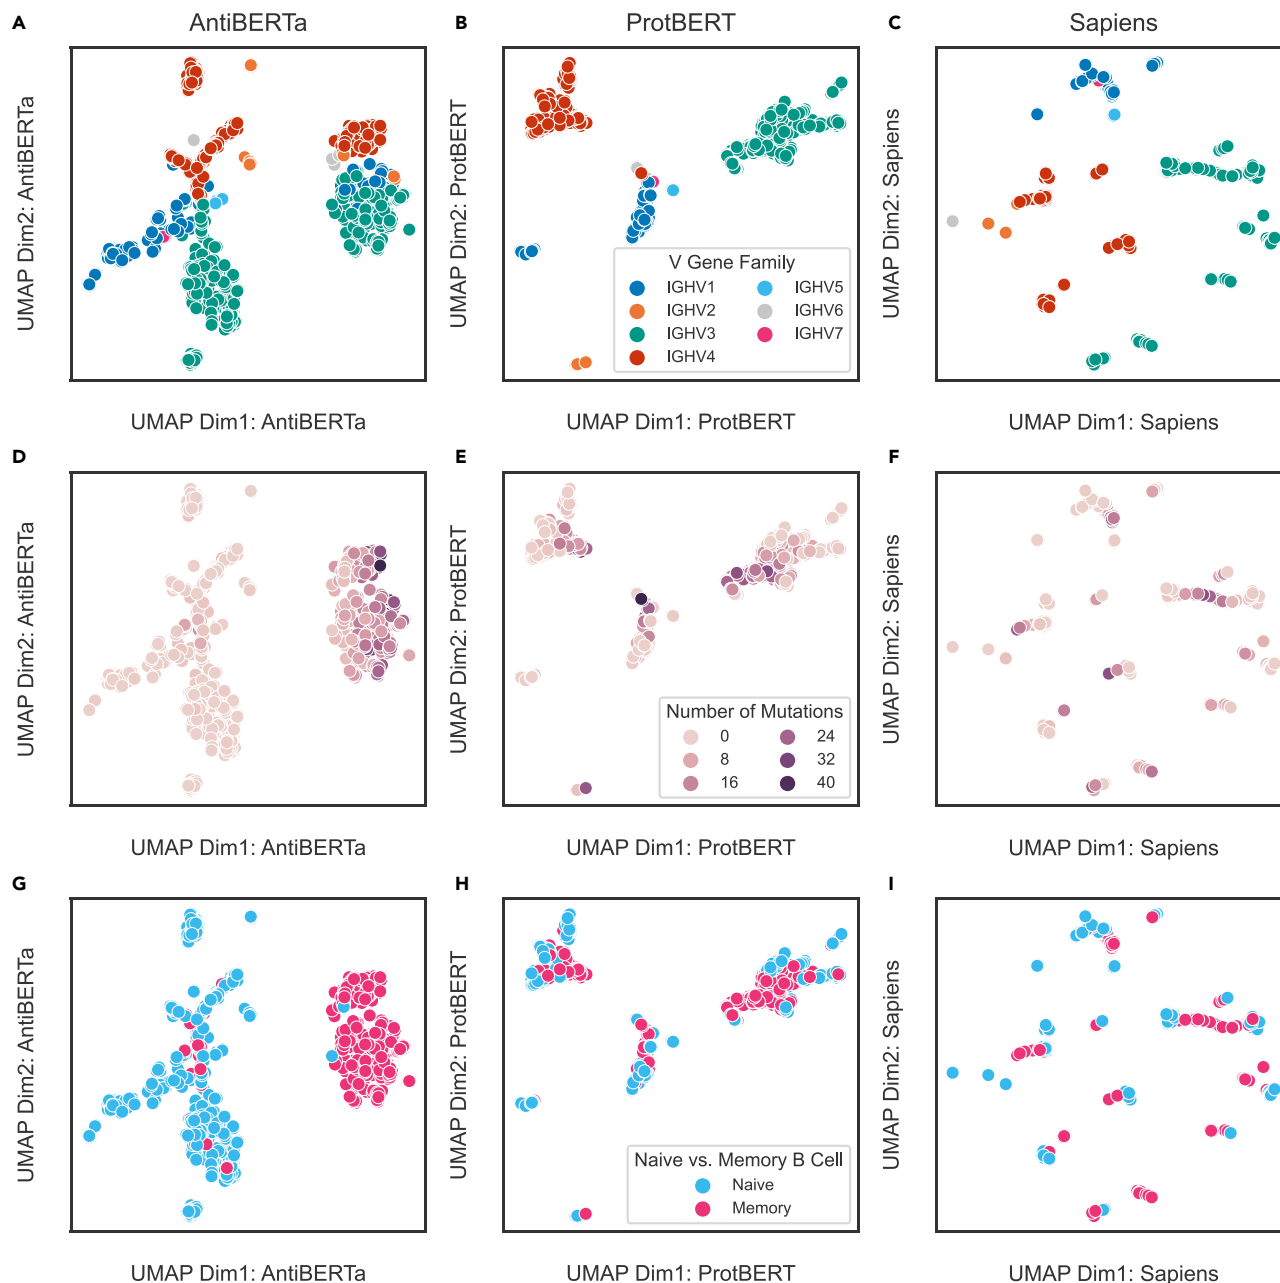 A
AntiBERTa
B
ProtBERT
C
Sapiens
UMAP Dim2: AntiBERTa
UMAP Dim2: ProtBERT
UMAP Dim2: Sapiens
V Gene Family
IGHV1
IGHV5
IGHV2
IGHV6
IGHV3
IGHV7
IGHV4
UMAP Dim1: AntiBERTa
UMAP Dim1: ProtBERT
UMAP Dim1: Sapiens
D
E
F
UMAP Dim2: AntiBERTa
UMAP Dim2: ProtBERT
UMAP Dim2: Sapiens
Number of Mutations
0
24
8
32
16
40
UMAP Dim1: AntiBERTa
UMAP Dim1: ProtBERT
UMAP Dim1: Sapiens
G
H
I
UMAP Dim2: AntiBERTa
UMAP Dim2: ProtBERT
UMAP Dim2: Sapiens
Naive vs. Memory B Cell
Naive
Memory
UMAP Dim1: AntiBERTa
UMAP Dim1: ProtBERT
UMAP Dim1: Sapiens